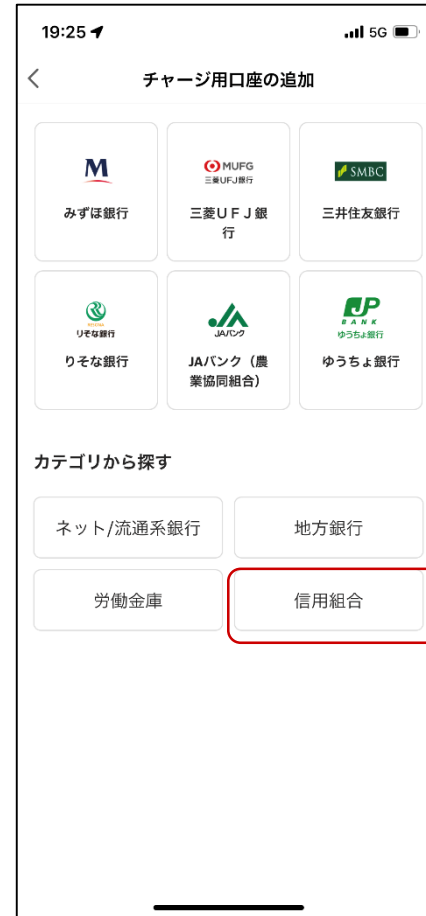 19:25
5G
チャージ用口座の追加
MUFG
三菱UFJ銀行
SMBC
みずほ銀行
三菱ＵＦＪ銀
行
三井住友銀行
RESONA
りそな銀行
JAバンク
JP
BANK
ゆうちょ銀行
りそな銀行
JAバンク（農
業協同組合）
ゆうちょ銀行
カテゴリから探す
ネット/流通系銀行
地方銀行
労働金庫
信用組合